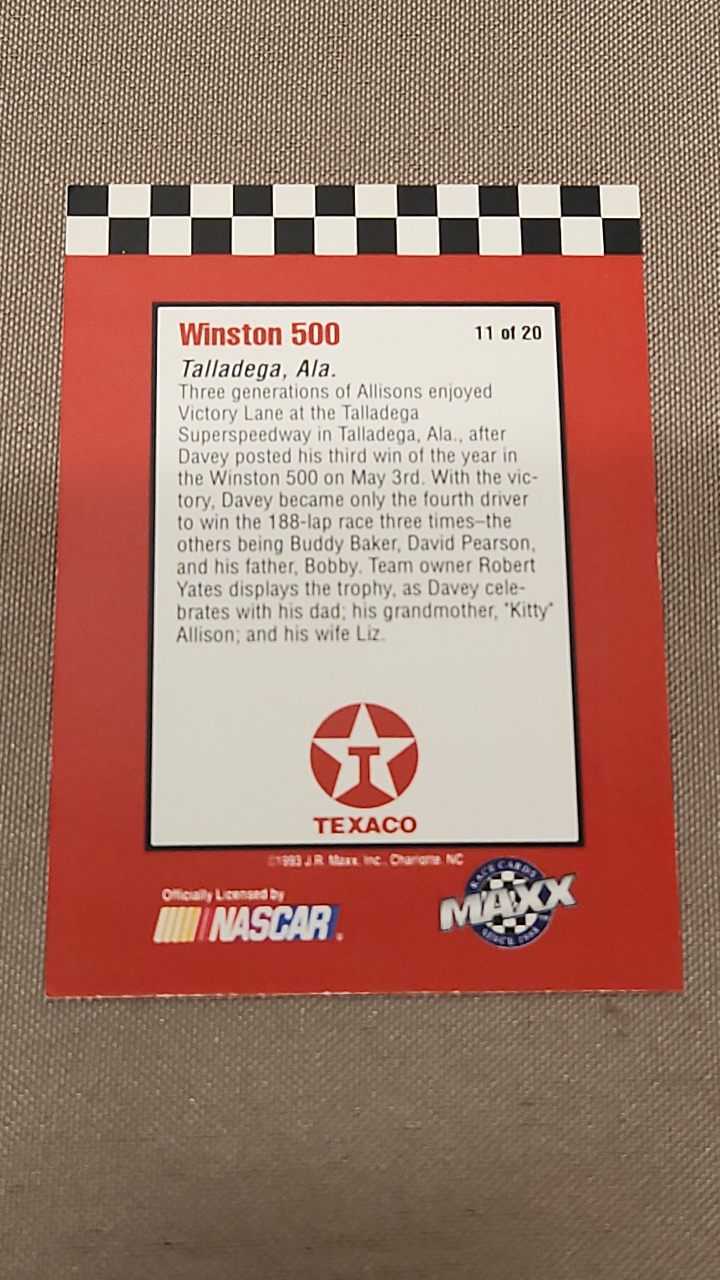 Winston 500
11 of 20
Talladega, Ala.
Three generations of Allisons enjoyed
Victory Lane at the Talladega
Superspeedway in Talladega, Ala., after
Davey posted his third win of the year in
the Winston 500 on May 3rd. With the vic-
tory, Davey became only the fourth driver
to win the 188-lap race three times–the
others being Buddy Baker, David Pearson,
and his father, Bobby. Team owner Robert
Yates displays the trophy, as Davey cele-
brates with his dad; his grandmother, "Kitty"
Allison; and his wife Liz.
T
TEXACO
©1993 J.R. Maxx, Inc., Charlotte, NC
Officially Licensed by
NASCAR
RACE CARDS
MAXX
SINCE 1988